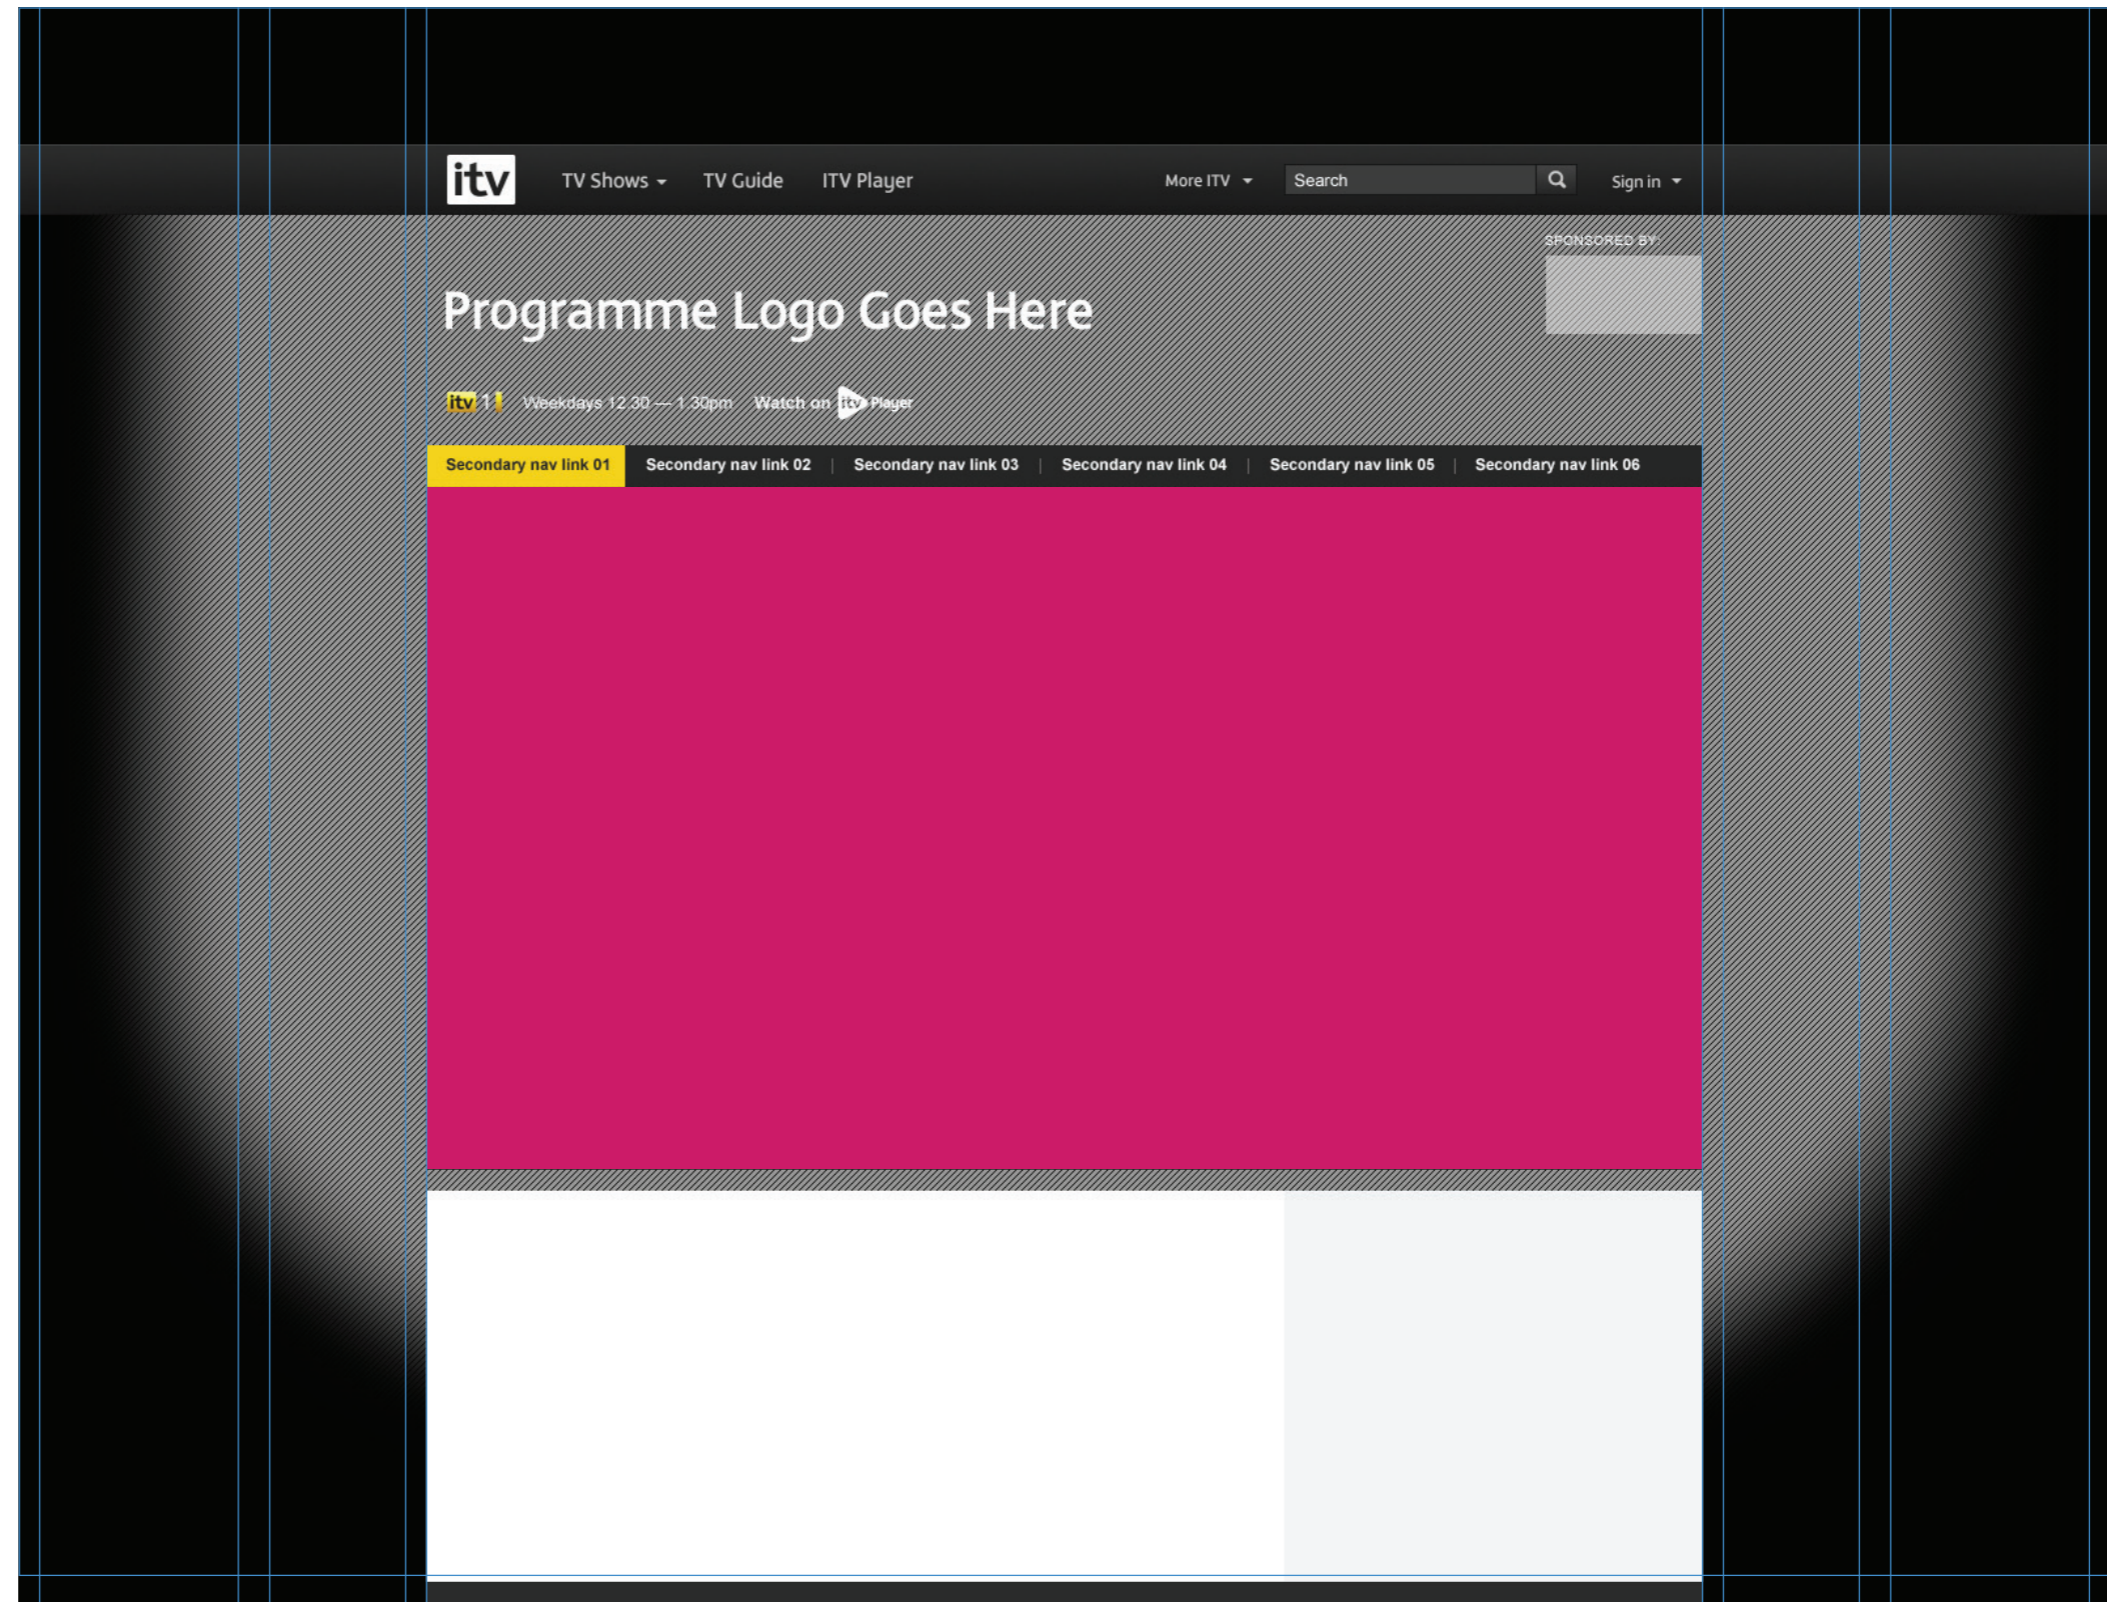 itv TV Shows TV Guide ITV Player More ITV Search Sign in
SPONSORED BY:
Programme Logo Goes Here
itv 1 Weekdays 12.30 — 1.30pm Watch on itv Player
Secondary nav link 01 Secondary nav link 02 | Secondary nav link 03 | Secondary nav link 04 | Secondary nav link 05 | Secondary nav link 06